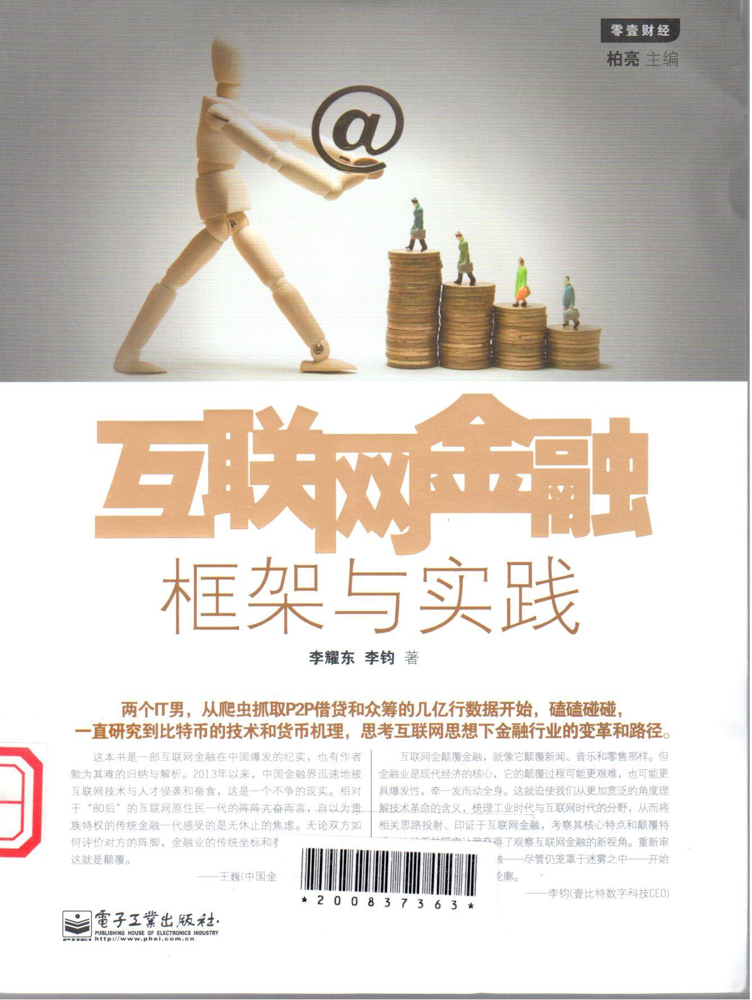 零壹财经
柏亮 主编
@
互联网金融
框架与实践
李耀东 李钧 著
两个IT男，从爬虫抓取P2P借贷和众筹的几亿行数据开始，磕磕碰碰，
一直研究到比特币的技术和货币机理，思考互联网思想下金融行业的变革和路径。
这本书是一部互联网金融在中国爆发的纪实，也有作者
勉为其难的归纳与解析。2013年以来，中国金融界迅速地被
互联网技术与人才侵袭和蚕食，这是一个不争的现实。相对
于“80后”的互联网原住民一代的阵阵亢奋而言，自以为贵
族特权的传统金融一代感受的是无休止的焦虑。无论双方如
何评价对方的阵脚，金融业的传统坐标和
这就是颠覆。
——王巍(中国金
互联网会颠覆金融，就像它颠覆新闻、音乐和零售那样。但
金融业是现代经济的核心，它的颠覆过程可能更艰难，也可能更
具爆发性，牵一发而动全身。这就迫使我们从更加宽泛的角度理
解技术革命的含义，梳理工业时代与互联网时代的分野，从而将
相关思路投射、印证于互联网金融，考察其核心特点和颠覆特
得了观察互联网金融的新视角。重新审
融——尽管仍笼罩于迷雾之中——开始
轮廓。
——李钧(壹比特数字科技CEO)
*200837363*
電子工業出版社.
PUBLISHING HOUSE OF ELECTRONICS INDUSTRY
PHEI http://www.phei.com.cn